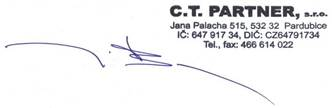 C.T. PARTNER, s.r.o.
Jana Palacha 515, 532 32 Pardubice
IČ: 647 917 34, DIČ: CZ64791734
Tel., fax: 466 614 022